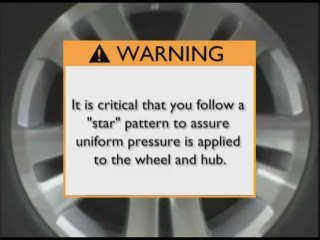 WARNING
It is critical that you follow a
"star" pattern to assure
uniform pressure is applied
to the wheel and hub.